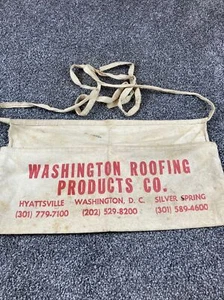 WASHINGTON ROOFING
PRODUCTS CO.
HYATTSVILLE WASHINGTON, D. C. SILVER SPRING
(301) 779-7100 (202) 529-8200 (301) 589-4600